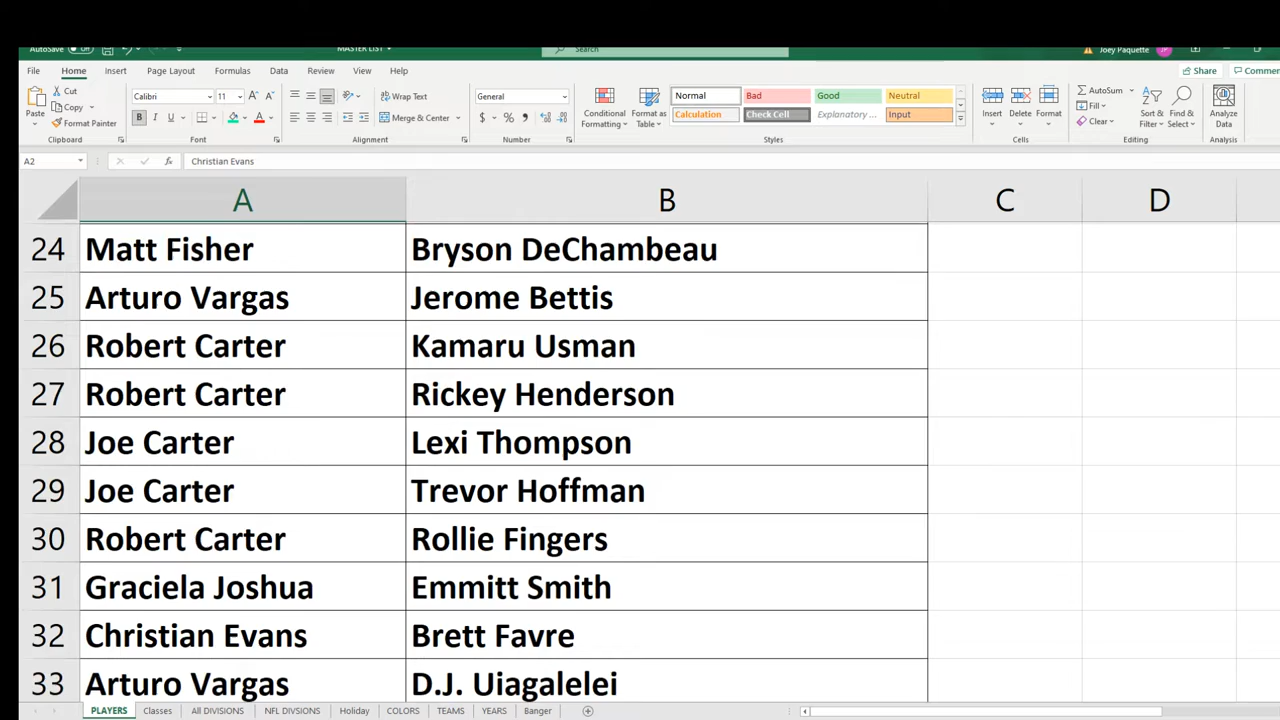 AutoSave Off MASTER LIST Search Joey Paquette
File Home Insert Page Layout Formulas Data Review View Help Share Commen
Paste Cut Copy Format Painter Clipboard
Calibri 11 Font
Wrap Text Merge & Center Alignment
General Number
Conditional Formatting Format as Table
Normal Bad Good Neutral
Calculation Check Cell Explanatory ... Input
Styles
Insert Delete Format Cells
AutoSum Fill Clear Sort & Filter Find & Select Editing
Analyze Data Analysis
A2 fx Christian Evans
A B C D
24 Matt Fisher Bryson DeChambeau
25 Arturo Vargas Jerome Bettis
26 Robert Carter Kamaru Usman
27 Robert Carter Rickey Henderson
28 Joe Carter Lexi Thompson
29 Joe Carter Trevor Hoffman
30 Robert Carter Rollie Fingers
31 Graciela Joshua Emmitt Smith
32 Christian Evans Brett Favre
33 Arturo Vargas D.J. Uiagalelei
PLAYERS Classes All DIVISIONS NFL DIVSIONS Holiday COLORS TEAMS YEARS Banger